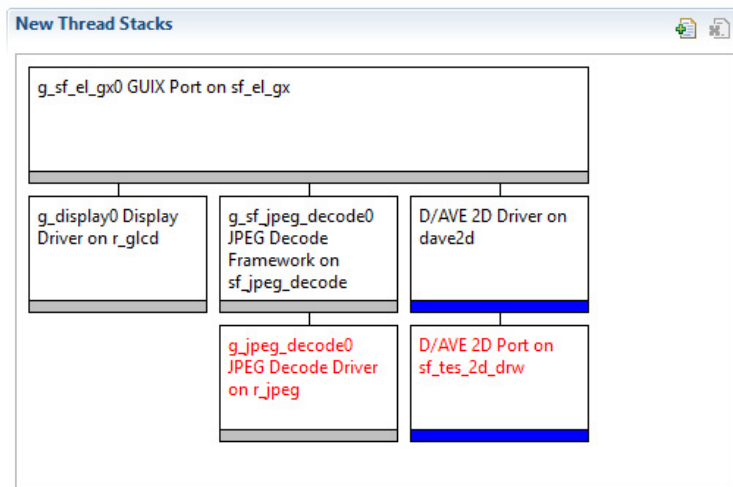 New Thread Stacks
g_sf_el_gx0 GUIX Port on sf_el_gx
g_display0 Display
Driver on r_glcd
g_sf_jpeg_decode0
JPEG Decode
Framework on
sf_jpeg_decode
D/AVE 2D Driver on
dave2d
g_jpeg_decode0
JPEG Decode Driver
on r_jpeg
D/AVE 2D Port on
sf_tes_2d_drw